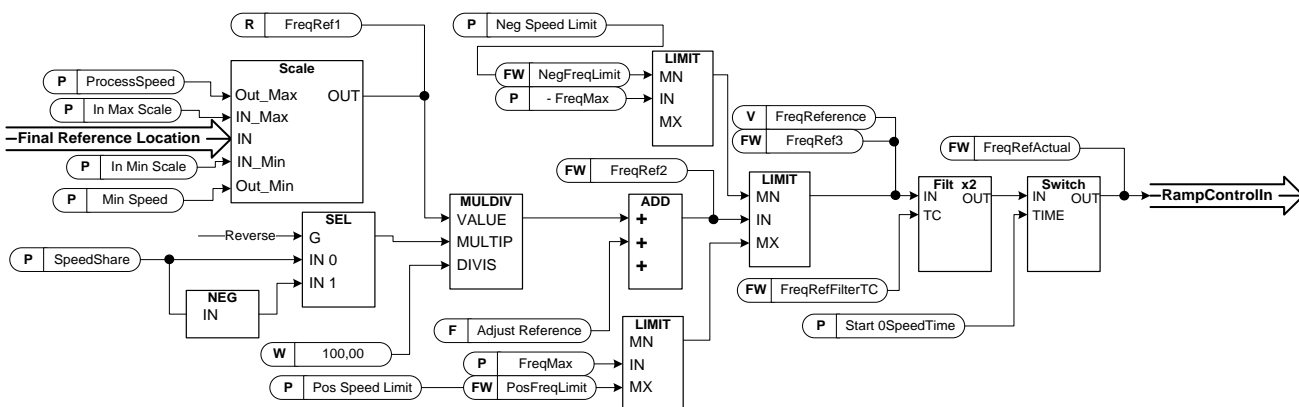 R FreqRef1
P Neg Speed Limit
Scale
LIMIT
P ProcessSpeed
Out_Max
OUT
FW NegFreqLimit
MN
P In Max Scale
IN_Max
P - FreqMax
IN
Final Reference Location
IN
MX
V FreqReference
P In Min Scale
IN_Min
FW FreqRef3
FW FreqRefActual
P Min Speed
Out_Min
FW FreqRef2
LIMIT
Filt x2
Switch
MULDIV
ADD
MN
IN
OUT
IN
OUT
RampControlIn
SEL
VALUE
+
IN
TC
TIME
Reverse
G
MULTIP
+
MX
P SpeedShare
IN 0
DIVIS
+
IN 1
NEG
FW FreqRefFilterTC
IN
LIMIT
P Start 0SpeedTime
F Adjust Reference
MN
W 100,00
P FreqMax
IN
P Pos Speed Limit
FW PosFreqLimit
MX